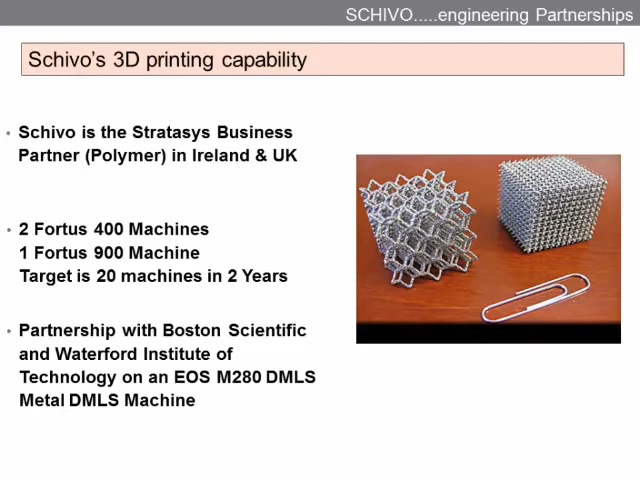 SCHIVO.....engineering Partnerships
Schivo's 3D printing capability
• Schivo is the Stratasys Business
Partner (Polymer) in Ireland & UK
• 2 Fortus 400 Machines
1 Fortus 900 Machine
Target is 20 machines in 2 Years
• Partnership with Boston Scientific
and Waterford Institute of
Technology on an EOS M280 DMLS
Metal DMLS Machine